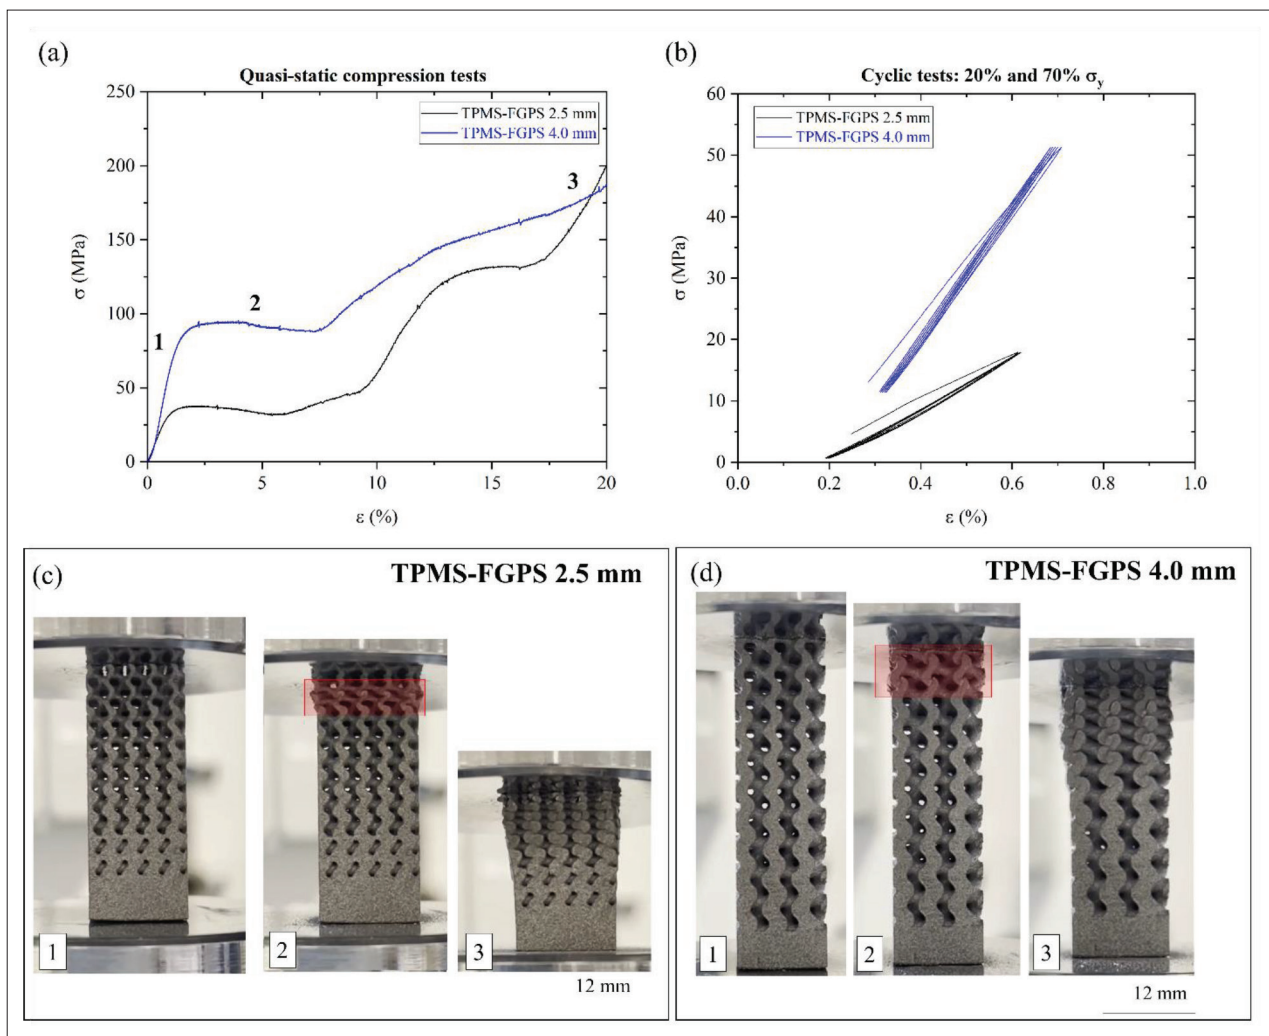 (a)
Quasi-static compression tests
TPMS-FGPS 2.5 mm
TPMS-FGPS 4.0 mm
250
200
150
100
50
0
σ (MPa)
1
2
3
0
5
10
15
20
ε (%)
(b)
Cyclic tests: 20% and 70% σy
TPMS-FGPS 2.5 mm
TPMS-FGPS 4.0 mm
60
50
40
30
20
10
0
σ (MPa)
0.0
0.2
0.4
0.6
0.8
1.0
ε (%)
(c)
TPMS-FGPS 2.5 mm
1
2
3
12 mm
(d)
TPMS-FGPS 4.0 mm
1
2
3
12 mm